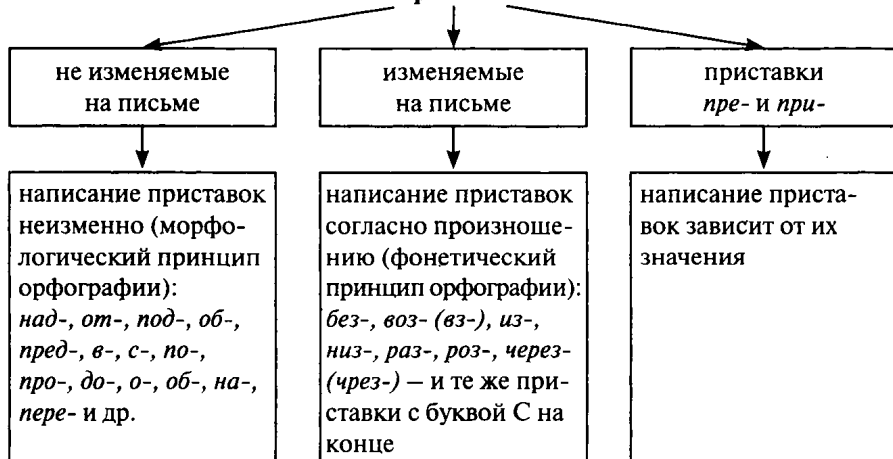 не изменяемые
на письме
изменяемые
на письме
приставки
пре- и при-
написание приставок
неизменно (морфо-
логический принцип
орфографии):
над-, от-, под-, об-,
пред-, в-, с-, по-,
про-, до-, о-, об-, на-,
пере- и др.
написание приставок
согласно произноше-
нию (фонетический
принцип орфографии):
без-, воз- (вз-), из-,
низ-, раз-, роз-, через-
(чрез-) – и те же при-
ставки с буквой С на
конце
написание приста-
вок зависит от их
значения